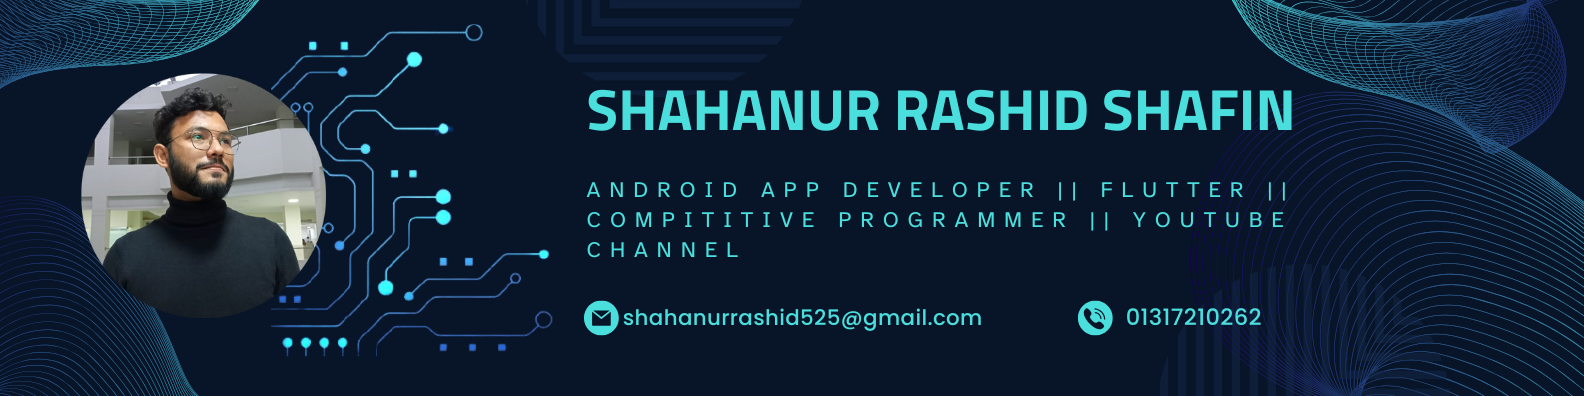 SHAHANUR RASHID SHAFIN
ANDROID APP DEVELOPER || FLUTTER ||
COMPITITIVE PROGRAMMER || YOUTUBE
CHANNEL
shahanurrashid525@gmail.com
01317210262